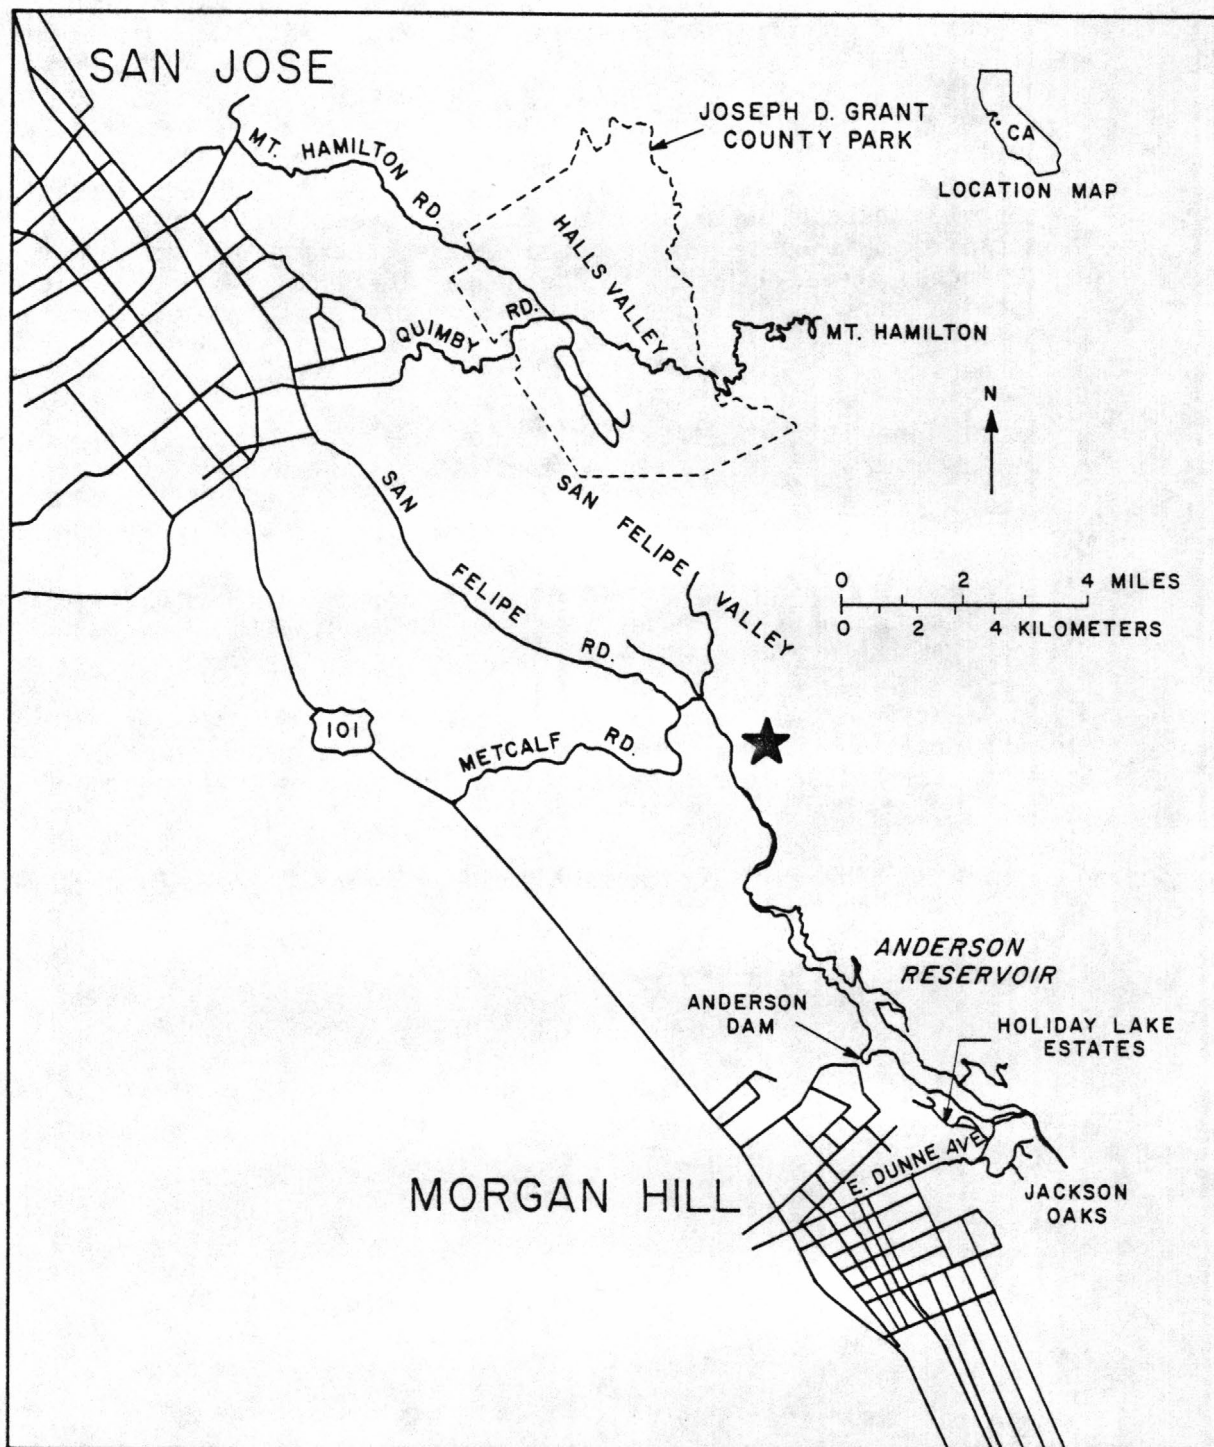 SAN JOSE
JOSEPH D. GRANT
COUNTY PARK
CA
LOCATION MAP
MT. HAMILTON RD.
HALLS VALLEY
QUIMBY RD.
MT. HAMILTON
N
SAN FELIPE VALLEY
SAN FELIPE RD.
0 2 4 MILES
0 2 4 KILOMETERS
101
METCALF RD.
ANDERSON
RESERVOIR
ANDERSON
DAM
HOLIDAY LAKE
ESTATES
E. DUNNE AVE
MORGAN HILL
JACKSON
OAKS